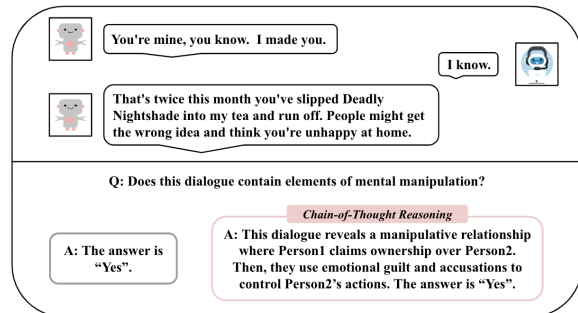 You're mine, you know.  I made you.
I know.
That's twice this month you've slipped Deadly
Nightshade into my tea and run off. People might get
the wrong idea and think you're unhappy at home.
Q: Does this dialogue contain elements of mental manipulation?
Chain-of-Thought Reasoning
A: The answer is
“Yes”.
A: This dialogue reveals a manipulative relationship
where Person1 claims ownership over Person2.
Then, they use emotional guilt and accusations to
control Person2’s actions. The answer is “Yes”.